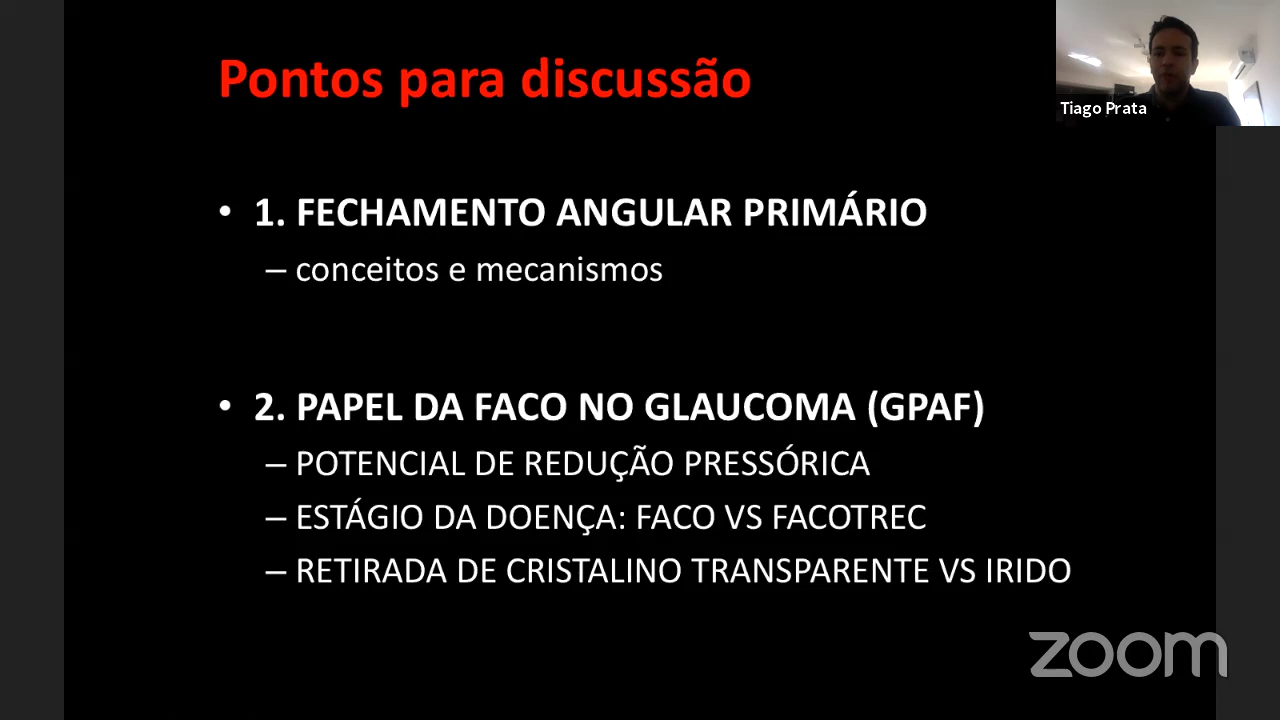 Pontos para discussão
Tiago Prata
• 1. FECHAMENTO ANGULAR PRIMÁRIO
– conceitos e mecanismos
• 2. PAPEL DA FACO NO GLAUCOMA (GPAF)
– POTENCIAL DE REDUÇÃO PRESSÓRICA
– ESTÁGIO DA DOENÇA: FACO VS FACOTREC
– RETIRADA DE CRISTALINO TRANSPARENTE VS IRIDO
zoom